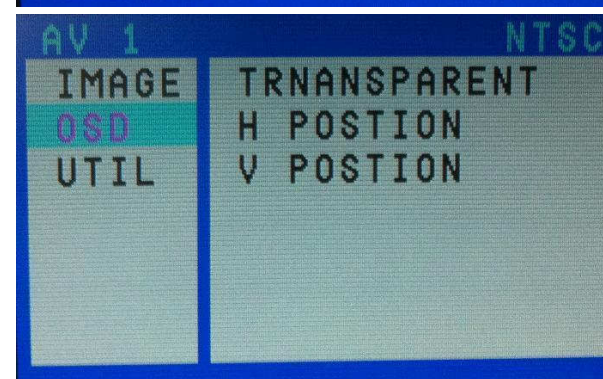 AV 1 NTSC
IMAGE
OSD
UTIL
TRNANSPARENT
H POSTION
V POSTION